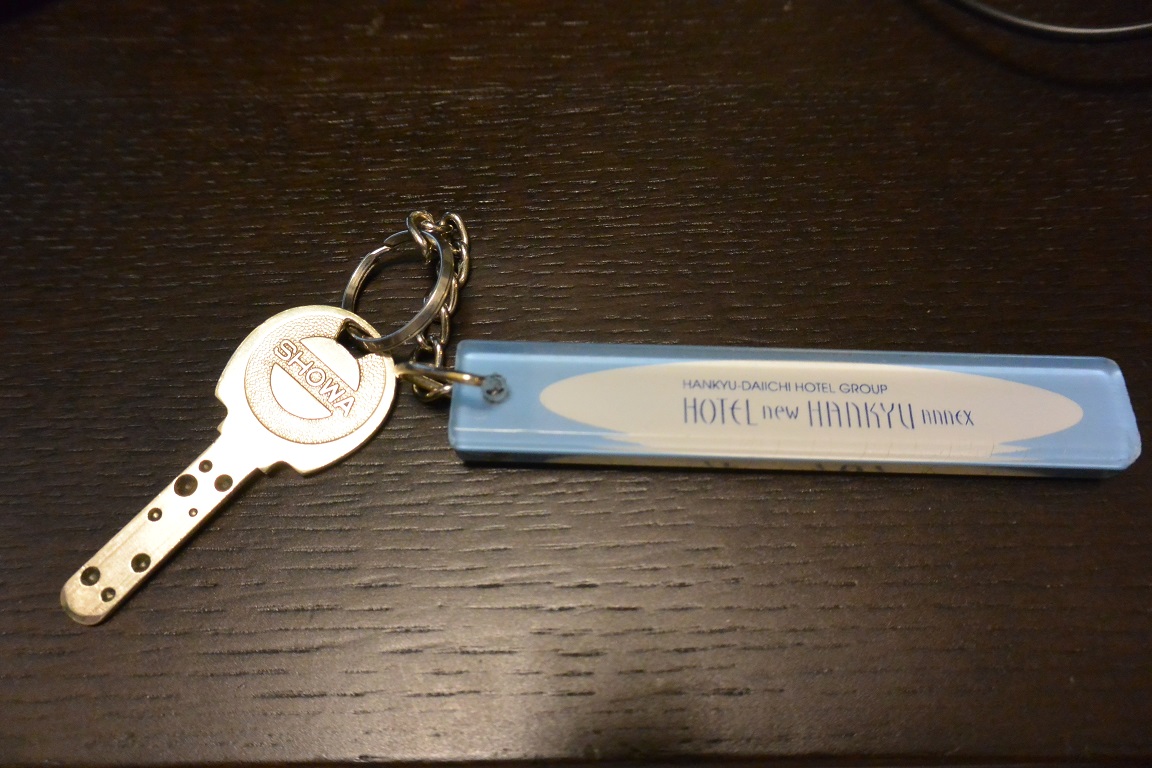 SHOWA
HANKYU-DAIICHI HOTEL GROUP
HOTEL new HANKYU annex